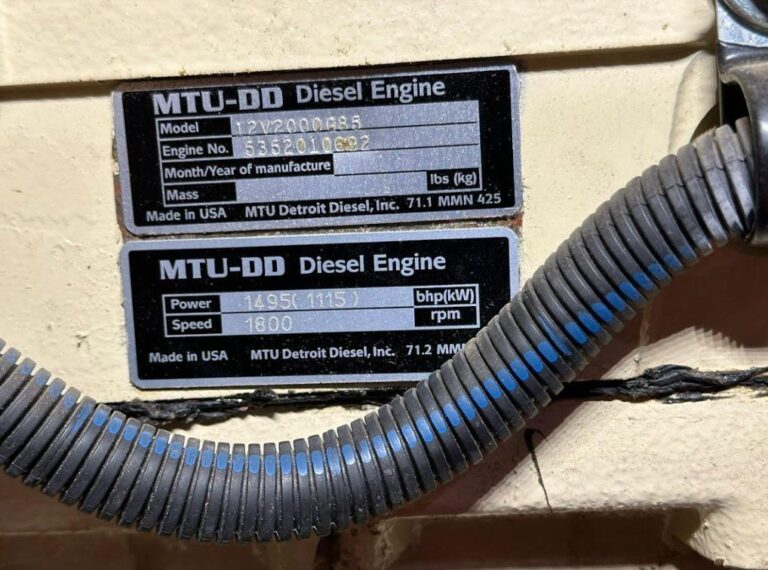 MTU-DD Diesel Engine
Model 12V2000G85
Engine No. 5352010692
Month/Year of manufacture
Mass lbs (kg)
Made in USA MTU Detroit Diesel, Inc. 71.1 MMN 425
MTU-DD Diesel Engine
Power 1495(1115) bhp(kW)
Speed 1800 rpm
Made in USA MTU Detroit Diesel, Inc. 71.2